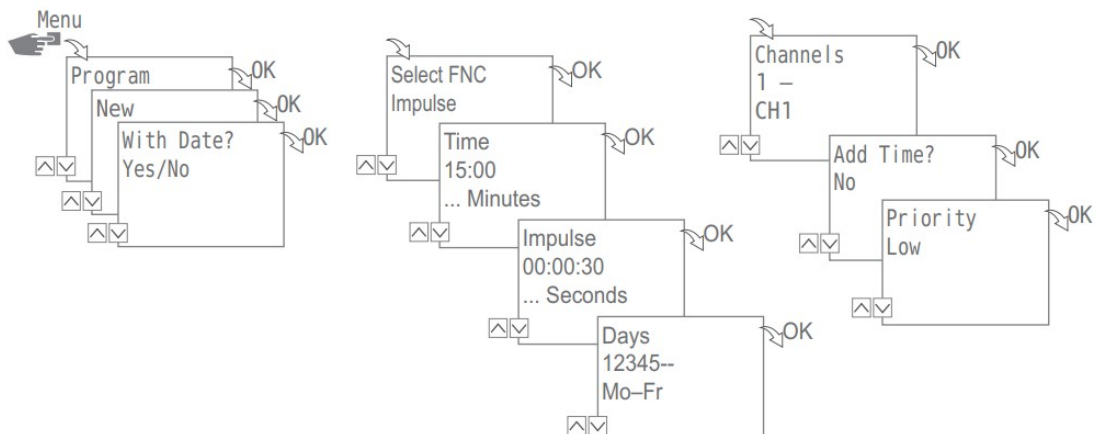 Menu
Program
OK
New
OK
With Date?
OK
Yes/No
Select FNC
OK
Impulse
Time
OK
15:00
... Minutes
Impulse
OK
00:00:30
... Seconds
Days
OK
12345--
Mo–Fr
Channels
OK
1 –
CH1
Add Time?
OK
No
Priority
OK
Low